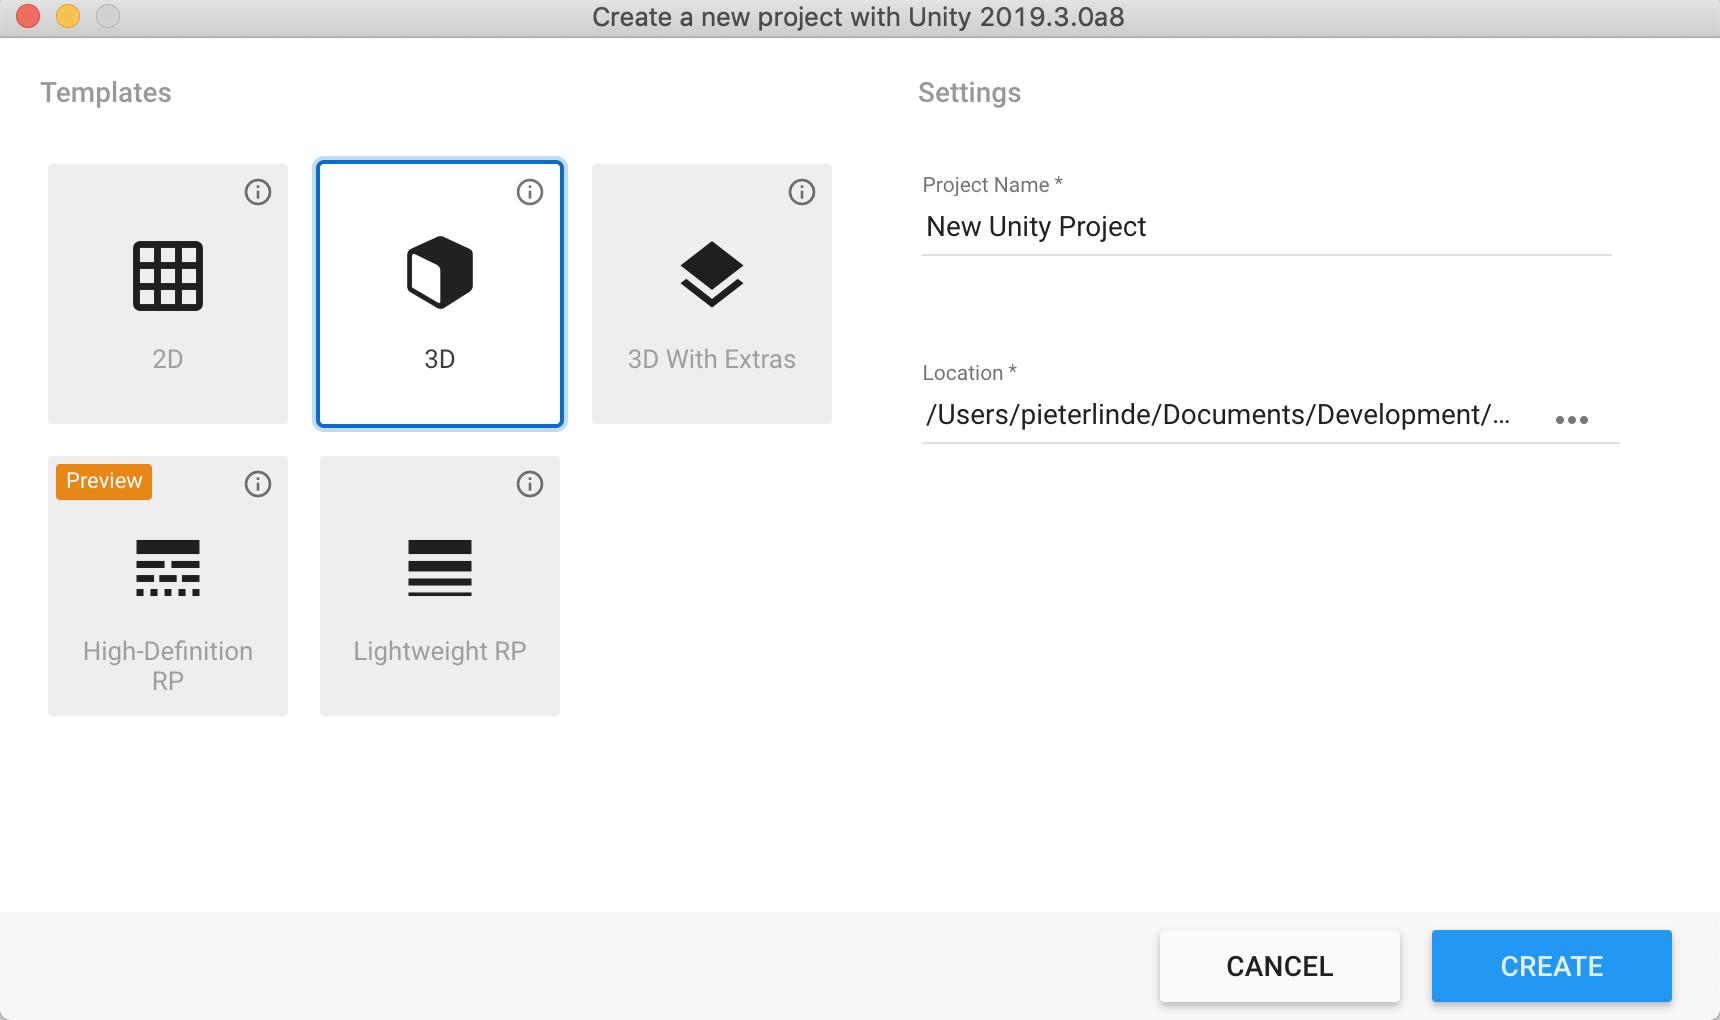 Create a new project with Unity 2019.3.0a8
Templates
Settings
2D
3D
3D With Extras
Preview
High-Definition
RP
Lightweight RP
Project Name *
New Unity Project
Location *
/Users/pieterlinde/Documents/Development/...
CANCEL
CREATE